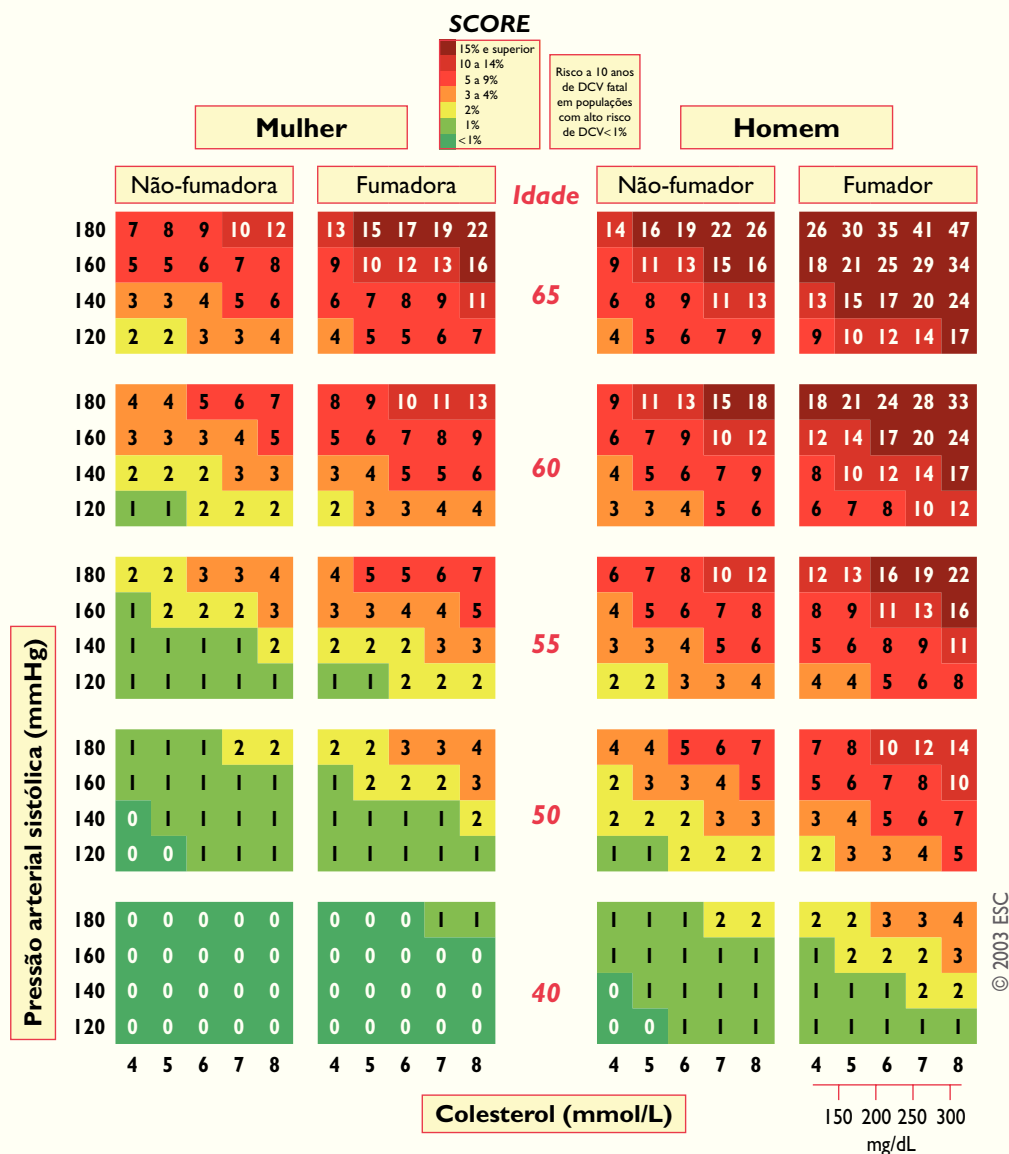 SCORE
15% e superior
10 a 14%
5 a 9%
3 a 4%
2%
1%
<1%
Risco a 10 anos
de DCV fatal
em populações
com alto risco
de DCV<1%
Mulher
Homem
Não-fumadora Fumadora Idade Não-fumador Fumador
180 7 8 9 10 12 13 15 17 19 22 14 16 19 22 26 26 30 35 41 47
160 5 5 6 7 8 9 10 12 13 16 9 11 13 15 16 18 21 25 29 34
65
140 3 3 4 5 6 6 7 8 9 11 6 8 9 11 13 13 15 17 20 24
120 2 2 3 3 4 4 5 5 6 7 4 5 6 7 9 9 10 12 14 17
180 4 4 5 6 7 8 9 10 11 13 9 11 13 15 18 18 21 24 28 33
160 3 3 3 4 5 5 6 7 8 9 6 7 9 10 12 12 14 17 20 24
60
140 2 2 2 3 3 3 4 5 5 6 4 5 6 7 9 8 10 12 14 17
120 1 1 2 2 2 2 3 3 4 4 3 3 4 5 6 6 7 8 10 12
180 2 2 3 3 4 4 5 5 6 7 6 7 8 10 12 12 13 16 19 22
160 1 2 2 2 3 3 3 4 4 5 4 5 6 7 8 8 9 11 13 16
55
140 1 1 1 1 2 2 2 2 3 3 3 3 4 5 6 5 6 8 9 11
120 1 1 1 1 1 1 1 2 2 2 2 2 3 3 4 4 4 5 6 8
180 1 1 1 2 2 2 2 3 3 4 4 4 5 6 7 7 8 10 12 14
160 1 1 1 1 1 1 2 2 2 3 2 3 3 4 5 5 6 7 8 10
50
140 0 1 1 1 1 1 1 1 1 2 2 2 2 3 3 3 4 5 6 7
120 0 0 1 1 1 1 1 1 1 1 1 1 2 2 2 2 3 3 4 5
180 0 0 0 0 0 0 0 0 1 1 1 1 1 2 2 2 2 3 3 4
160 0 0 0 0 0 0 0 0 0 0 1 1 1 1 1 1 2 2 2 3
40
140 0 0 0 0 0 0 0 0 0 0 0 1 1 1 1 1 1 1 2 2
120 0 0 0 0 0 0 0 0 0 0 0 0 1 1 1 1 1 1 1 1
4 5 6 7 8 4 5 6 7 8 4 5 6 7 8 4 5 6 7 8
Pressão arterial sistólica (mmHg)
Colesterol (mmol/L)
150 200 250 300
mg/dL
© 2003 ESC